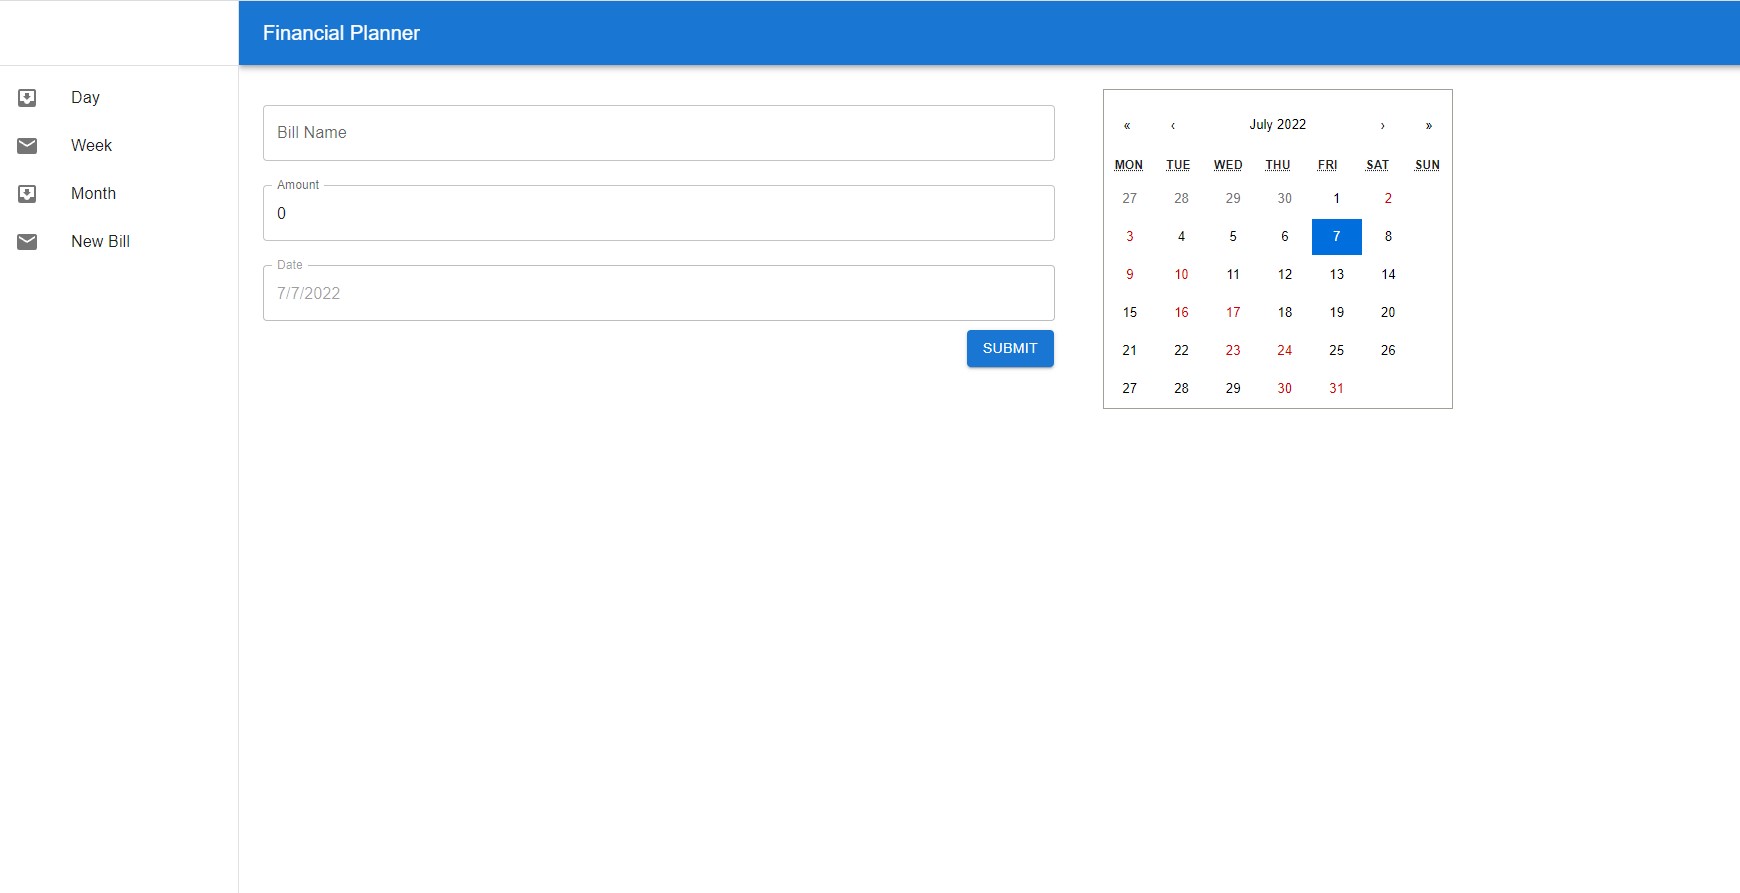 Financial Planner
Day
Week
Month
New Bill
Bill Name
Amount
0
Date
7/7/2022
SUBMIT
« ‹ July 2022 › »
MON TUE WED THU FRI SAT SUN
27 28 29 30 1 2
3 4 5 6 7 8
9 10 11 12 13 14
15 16 17 18 19 20
21 22 23 24 25 26
27 28 29 30 31